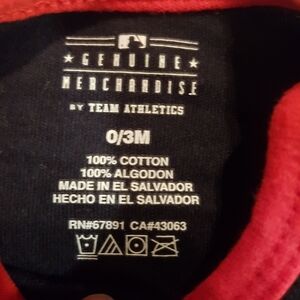 ★ GENUINE ★
MERCHANDISE
BY TEAM ATHLETICS
0/3M
100% COTTON
100% ALGODON
MADE IN EL SALVADOR
HECHO EN EL SALVADOR
RN#67891 CA#43063